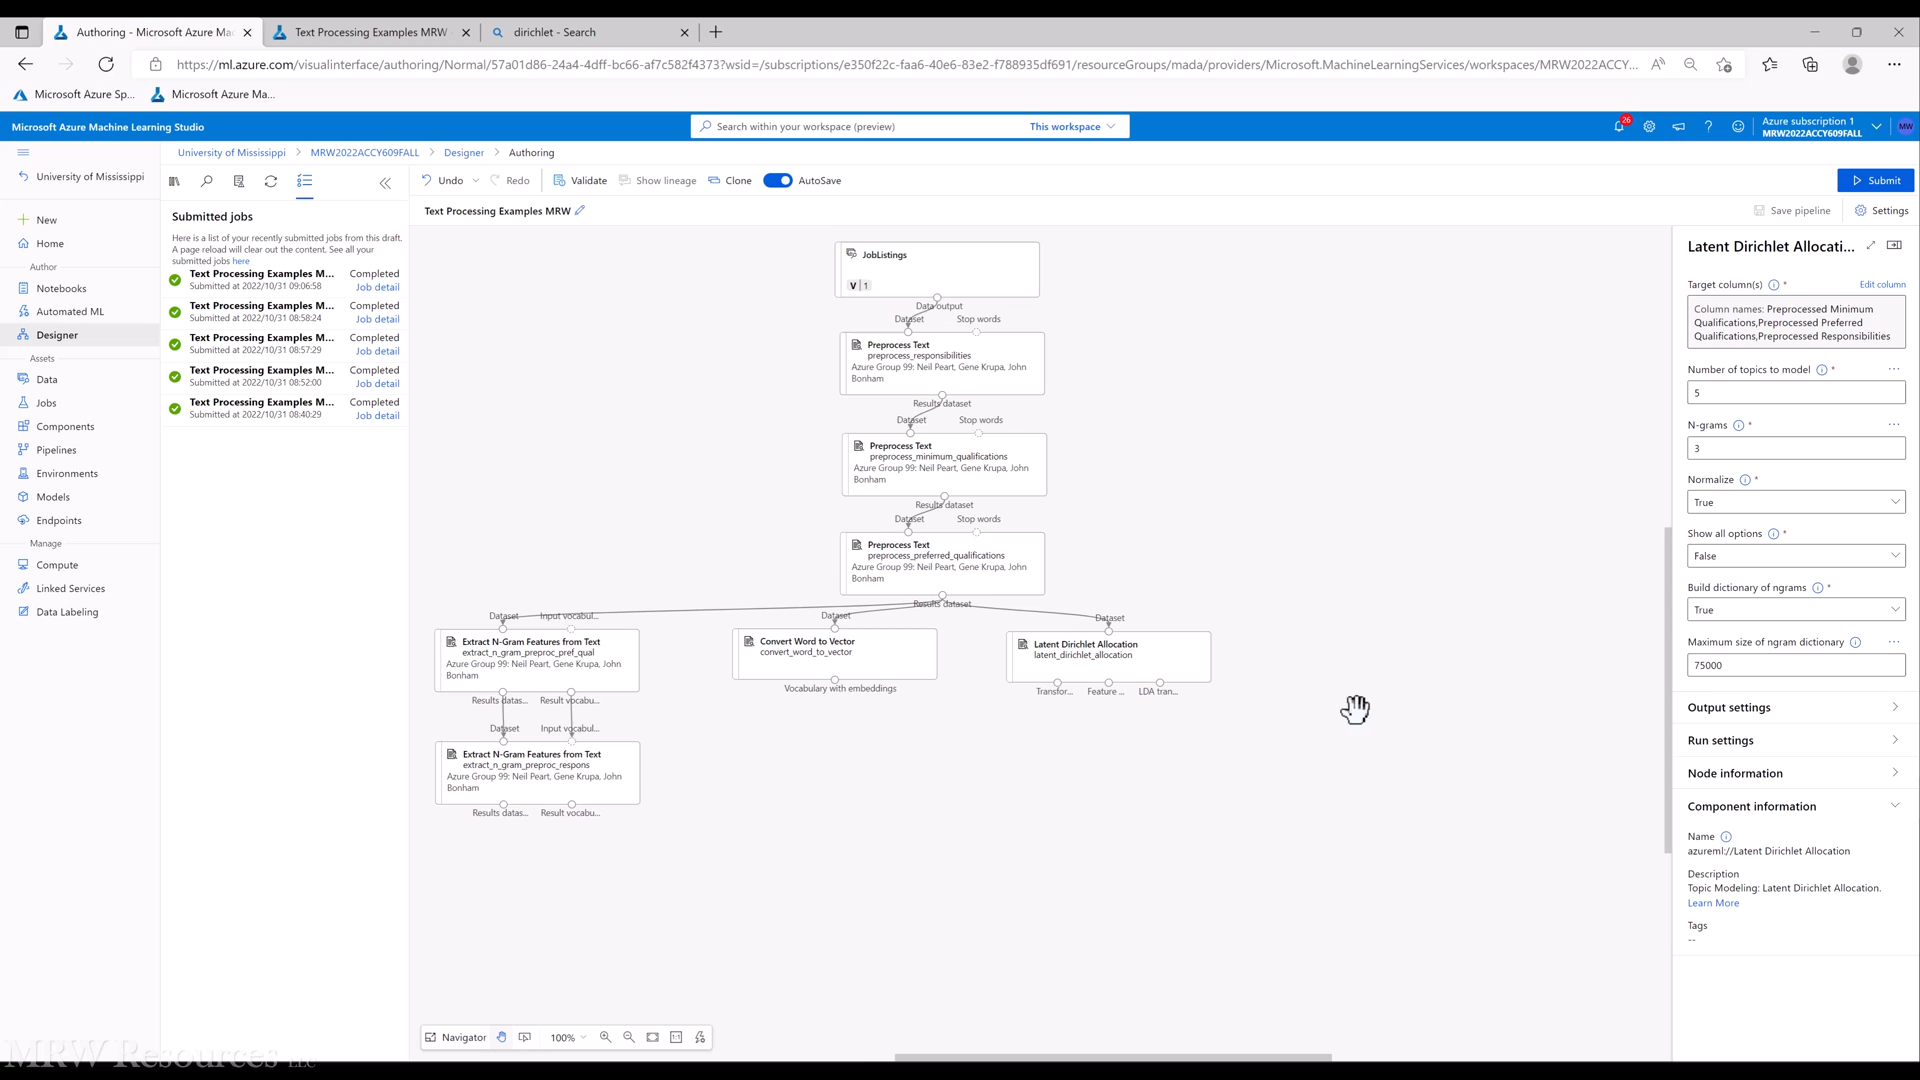 Authoring - Microsoft Azure Ma
Text Processing Examples MRW
dirichlet - Search
https://ml.azure.com/visualinterface/authoring/Normal/57a01d86-24a4-4dff-bc66-af7c582f4373?wsid=/subscriptions/e350f22c-faa6-40e6-83e2-f788935df691/resourceGroups/mada/providers/Microsoft.MachineLearningServices/workspaces/MRW2022ACCY...
Microsoft Azure Sp...
Microsoft Azure Ma...
Microsoft Azure Machine Learning Studio
Search within your workspace (preview)
This workspace
26
Azure subscription 1
MRW2022ACCY609FALL
MW
University of Mississippi > MRW2022ACCY609FALL > Designer > Authoring
University of Mississippi
New
Home
Author
Notebooks
Automated ML
Designer
Assets
Data
Jobs
Components
Pipelines
Environments
Models
Endpoints
Manage
Compute
Linked Services
Data Labeling
Submitted jobs
Here is a list of your recently submitted jobs from this draft.
A page reload will clear out the content. See all your
submitted jobs here
Text Processing Examples M... Completed
Submitted at 2022/10/31 09:06:58 Job detail
Text Processing Examples M... Completed
Submitted at 2022/10/31 08:58:24 Job detail
Text Processing Examples M... Completed
Submitted at 2022/10/31 08:57:29 Job detail
Text Processing Examples M... Completed
Submitted at 2022/10/31 08:52:00 Job detail
Text Processing Examples M... Completed
Submitted at 2022/10/31 08:40:29 Job detail
Undo Redo Validate Show lineage Clone AutoSave
Submit
Text Processing Examples MRW
Save pipeline Settings
JobListings
V | 1
Data output
Dataset Stop words
Preprocess Text
preprocess_responsibilities
Azure Group 99: Neil Peart, Gene Krupa, John
Bonham
Results dataset
Dataset Stop words
Preprocess Text
preprocess_minimum_qualifications
Azure Group 99: Neil Peart, Gene Krupa, John
Bonham
Results dataset
Dataset Stop words
Preprocess Text
preprocess_preferred_qualifications
Azure Group 99: Neil Peart, Gene Krupa, John
Bonham
Results dataset
Dataset Input vocabul...
Extract N-Gram Features from Text
extract_n_gram_preproc_pref_qual
Azure Group 99: Neil Peart, Gene Krupa, John
Bonham
Results datas... Result vocabu...
Dataset Input vocabul...
Extract N-Gram Features from Text
extract_n_gram_preproc_respons
Azure Group 99: Neil Peart, Gene Krupa, John
Bonham
Results datas... Result vocabu...
Dataset
Convert Word to Vector
convert_word_to_vector
Vocabulary with embeddings
Dataset
Latent Dirichlet Allocation
latent_dirichlet_allocation
Transfor... Feature ... LDA tran...
Navigator 100%
Latent Dirichlet Allocati...
Target column(s) * Edit column
Column names: Preprocessed Minimum
Qualifications,Preprocessed Preferred
Qualifications,Preprocessed Responsibilities
Number of topics to model * ...
5
N-grams * ...
3
Normalize *
True
Show all options *
False
Build dictionary of ngrams *
True
Maximum size of ngram dictionary ...
75000
Output settings
Run settings
Node information
Component information
Name
azureml://Latent Dirichlet Allocation
Description
Topic Modeling: Latent Dirichlet Allocation.
Learn More
Tags
--
MRW Resources LLC